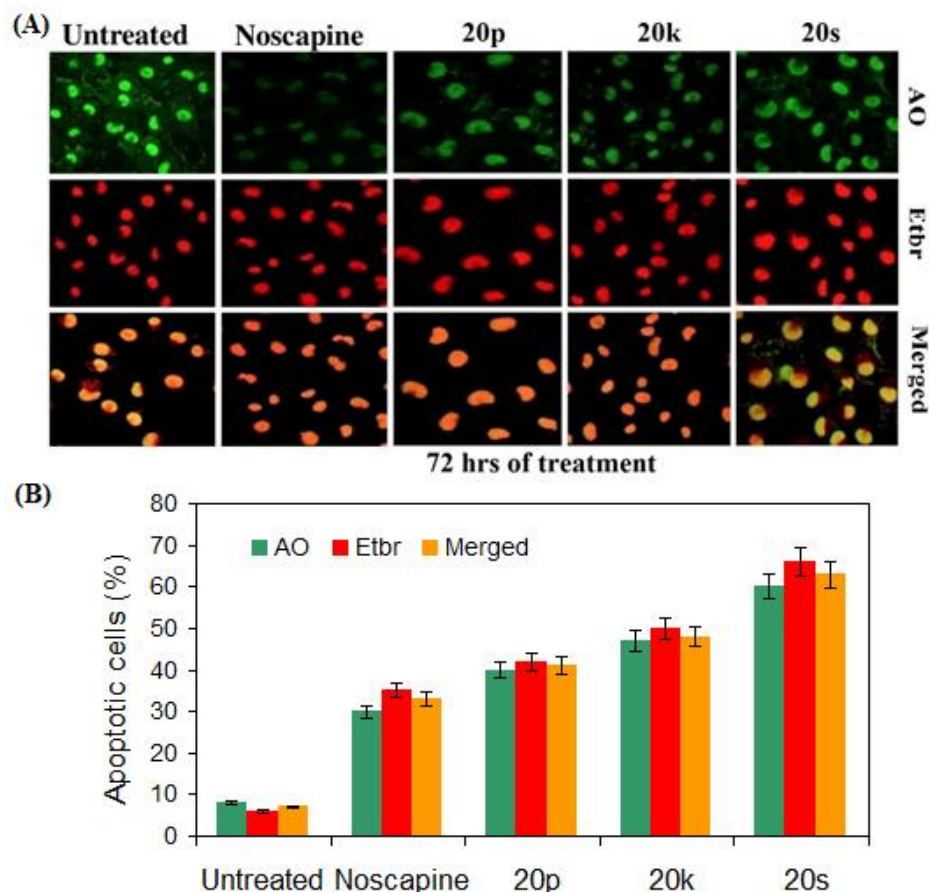 (A)
Untreated Noscapine 20p 20k 20s
AO
Etbr
Merged
72 hrs of treatment
(B)
80
70
60
50
40
30
20
10
0
Apoptotic cells (%)
AO Etbr Merged
Untreated Noscapine 20p 20k 20s